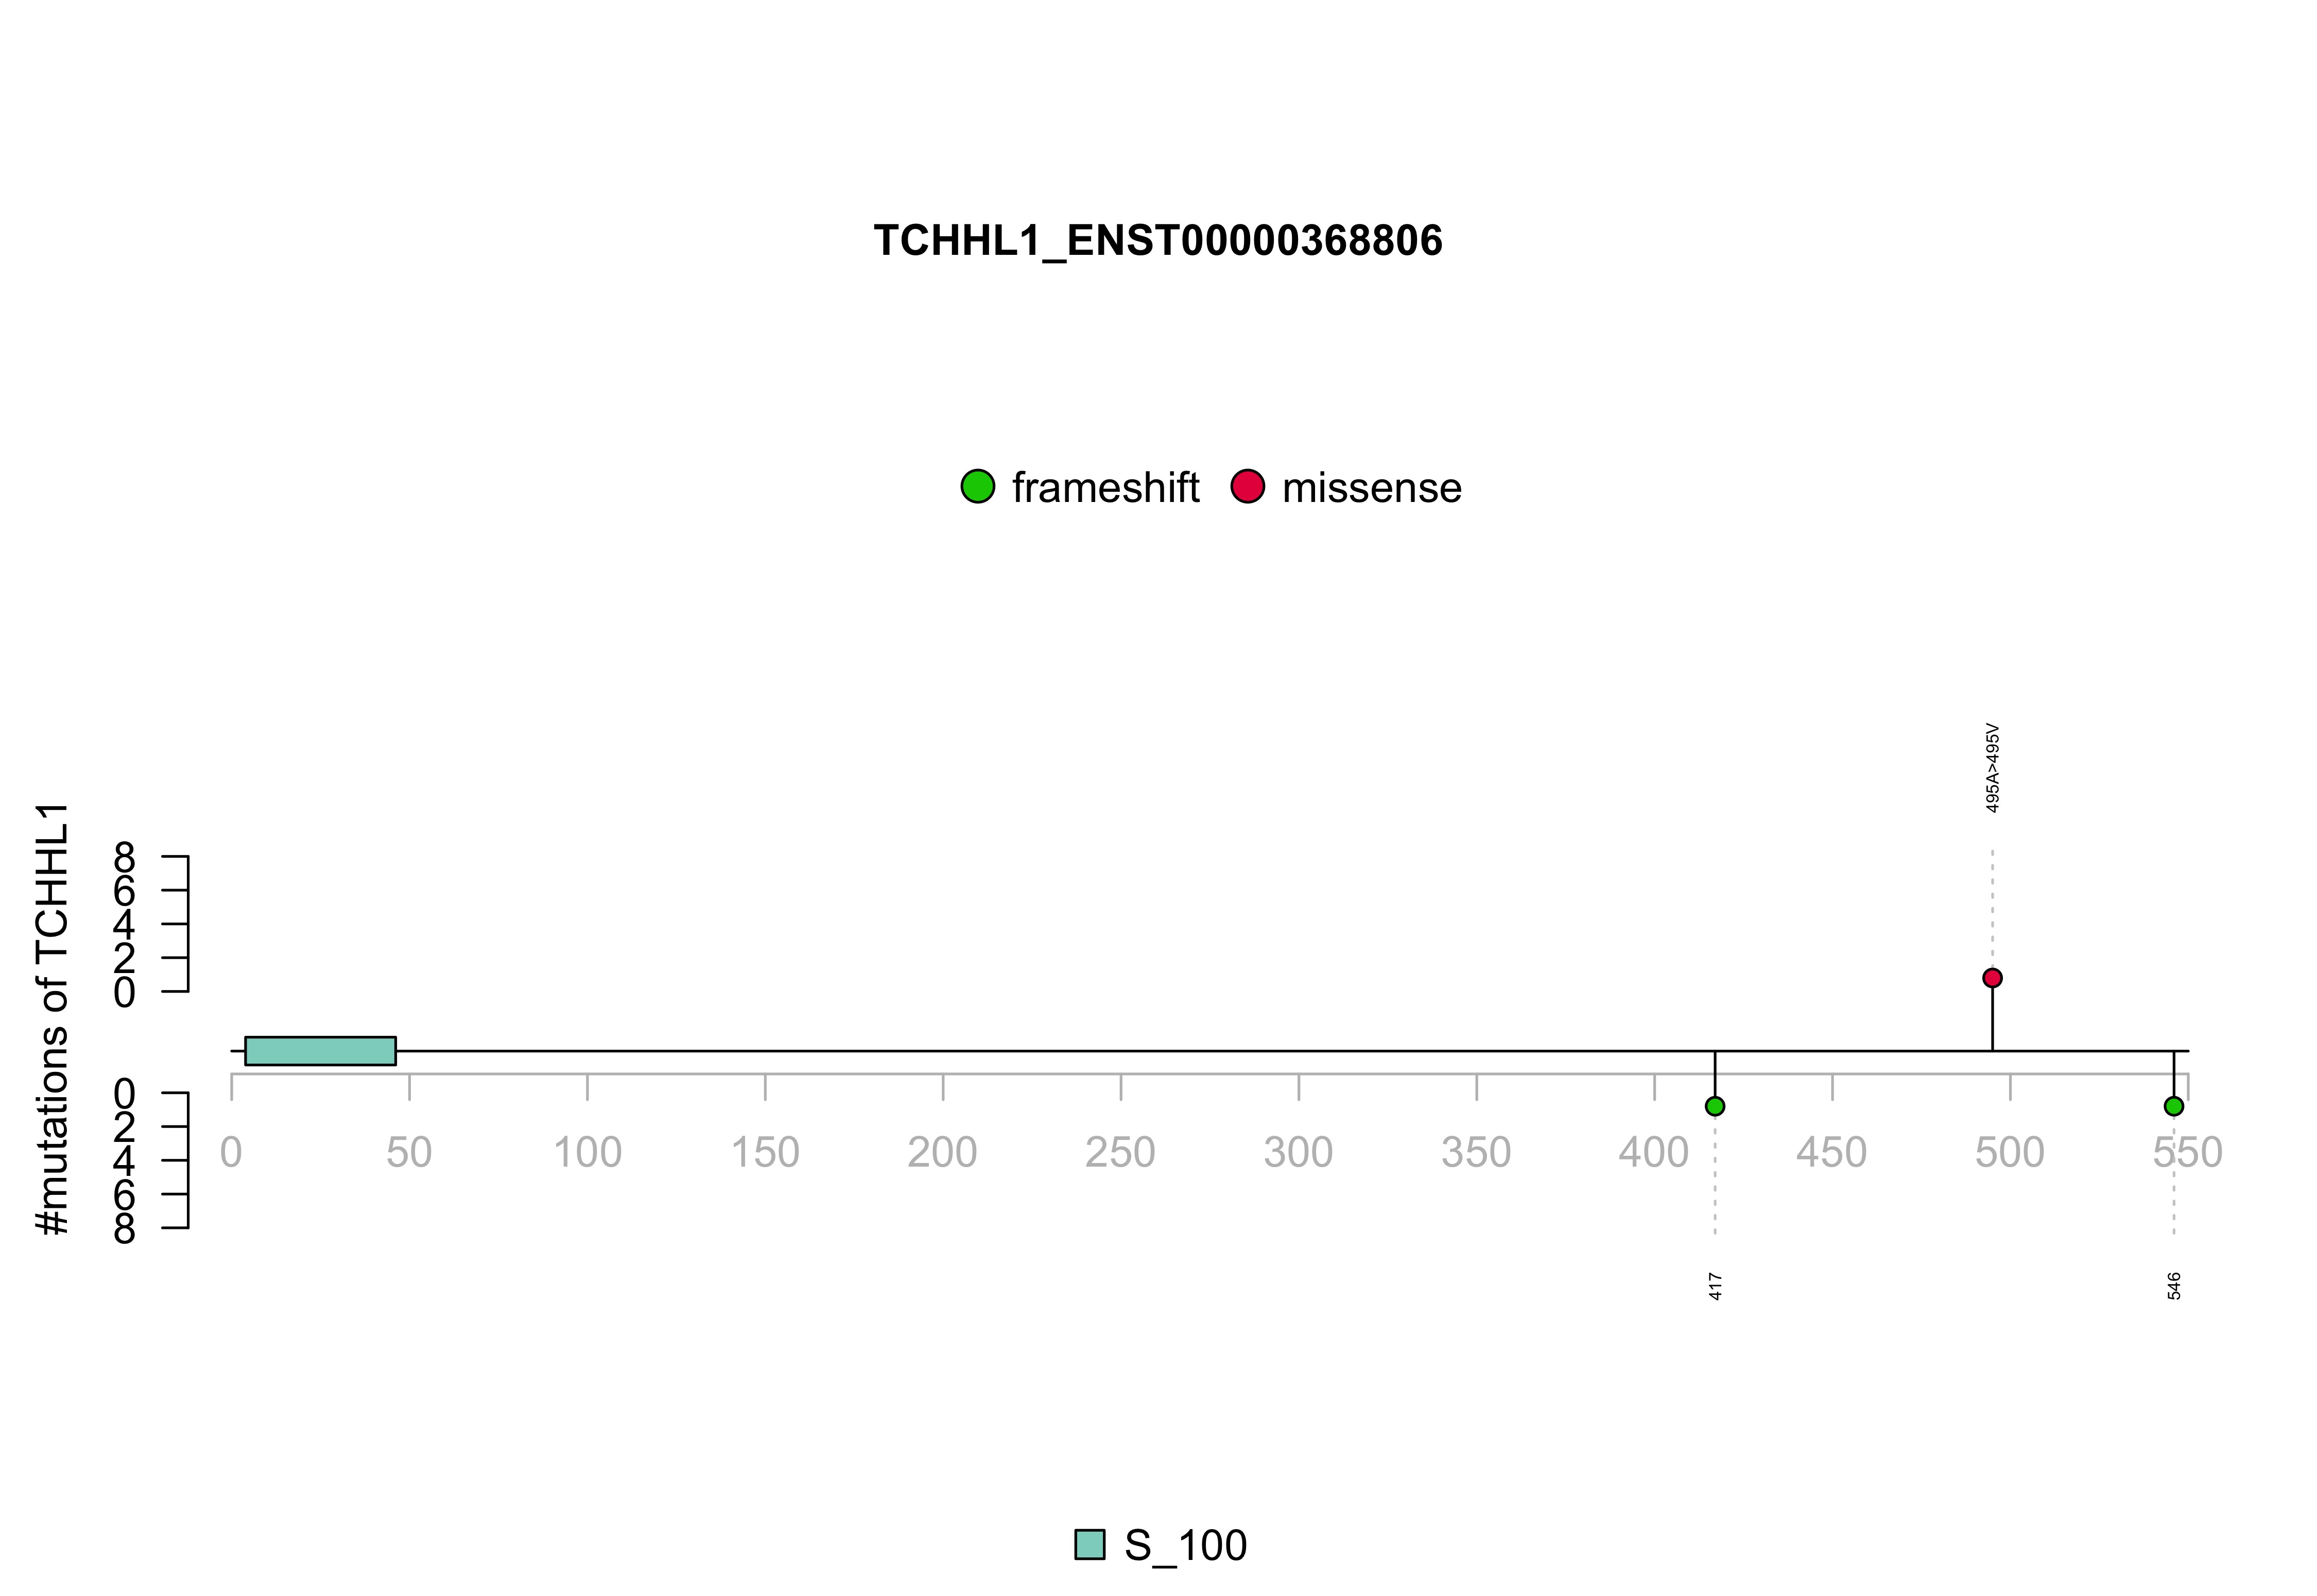 TCHHL1_ENST00000368806
frameshift missense
495A>495V
#mutations of TCHHL1
8
6
4
2
0
0
2
4
6
8
0 50 100 150 200 250 300 350 400 450 500 550
417 546
S_100